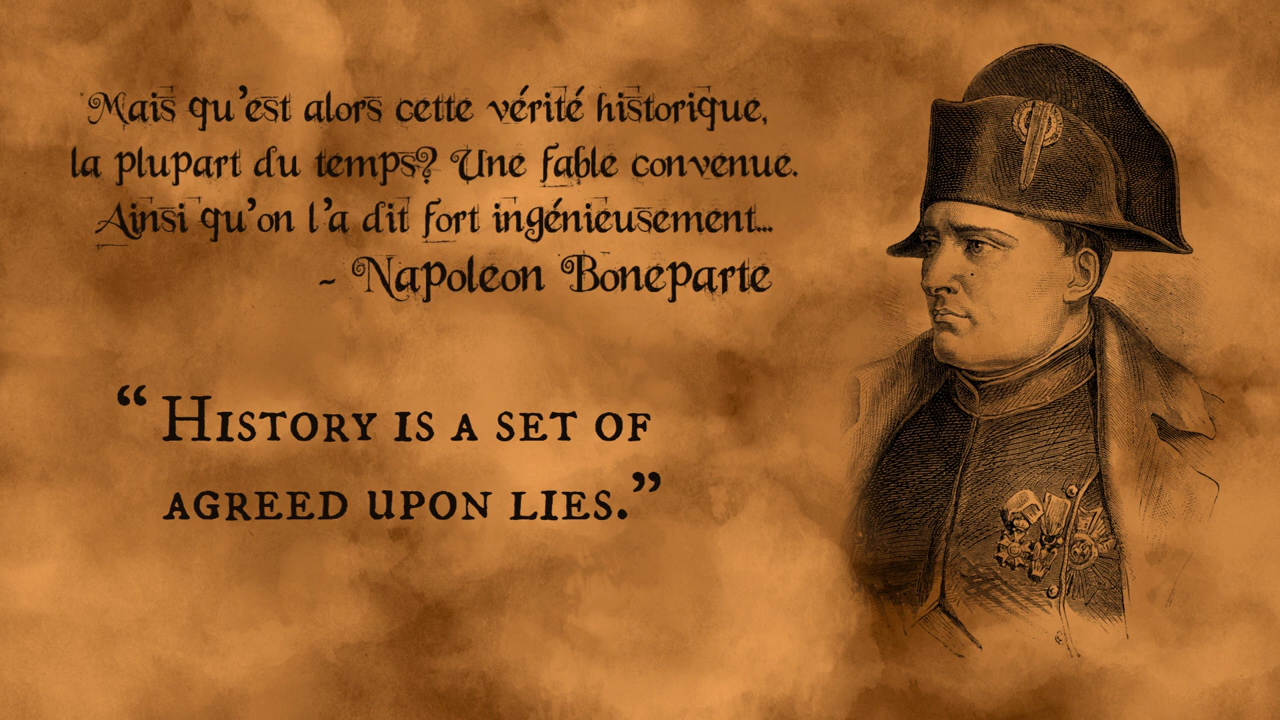 Mais qu'est alors cette vérité historique,
la plupart du temps? Une fable convenue.
Ainsi qu'on l'a dit fort ingénieusement...
- Napoleon Boneparte
“HISTORY IS A SET OF
AGREED UPON LIES.”